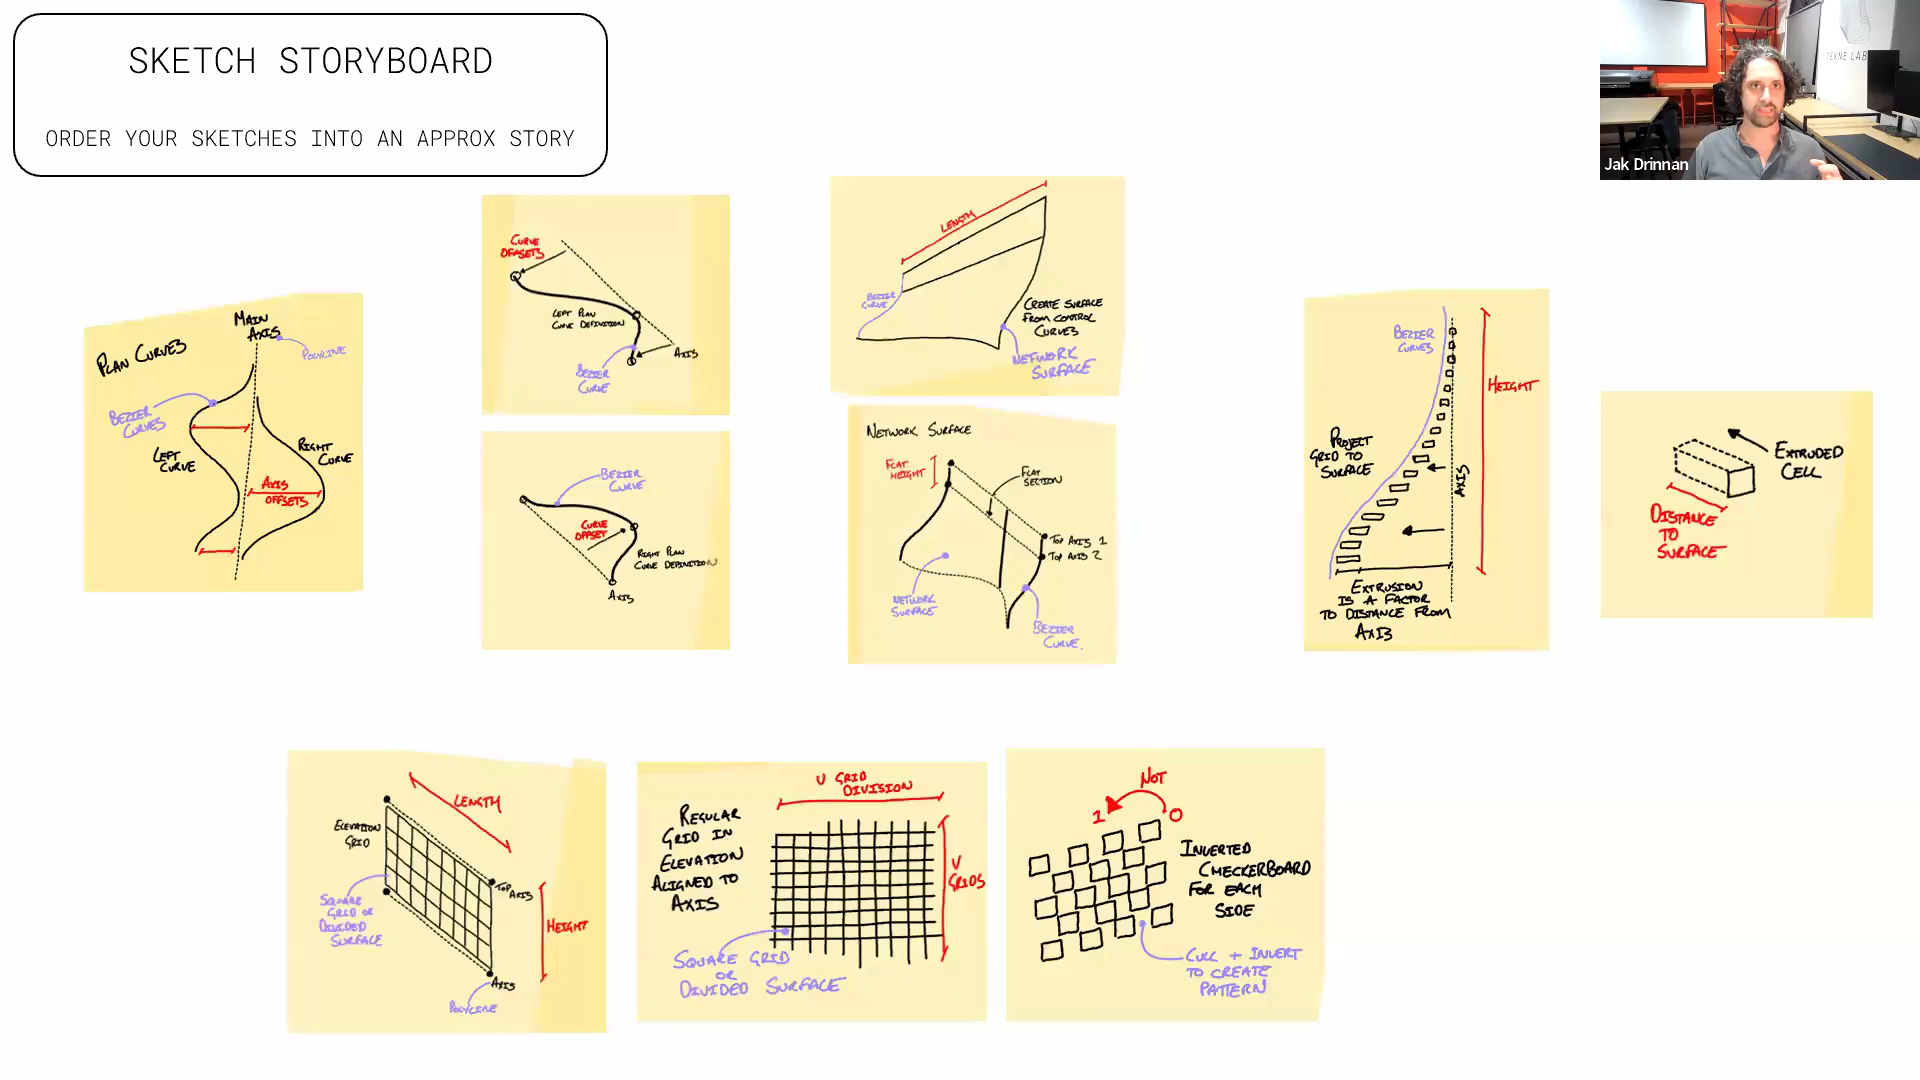 SKETCH STORYBOARD
ORDER YOUR SKETCHES INTO AN APPROX STORY
TEKNE LAB
Jak Drinnan
PLAN CURVES
MAIN
AXIS
POLYLINE
BEZIER
CURVES
LEFT
CURVE
RIGHT
CURVE
AXIS
OFFSETS
CURVE
OFFSETS
LEFT PLAN
CURVE DEFINITION
BEZIER
CURVE
AXIS
BEZIER
CURVE
CURVE
OFFSET
RIGHT PLAN
CURVE DEFINITION
AXIS
LENGTH
BEZIER
CURVE
CREATE SURFACE
FROM CONTROL
CURVES
NETWORK
SURFACE
NETWORK SURFACE
FLAT
HEIGHT
FLAT
SECTION
TOP AXIS 1
TOP AXIS 2
NETWORK
SURFACE
BEZIER
CURVE.
BEZIER
CURVES
HEIGHT
PROJECT
GRID TO
SURFACE
AXIS
EXTRUSION
IS A FACTOR
TO DISTANCE FROM
AXIS
EXTRUDED
CELL
DISTANCE
TO
SURFACE
LENGTH
ELEVATION
GRID
TOP AXIS
SQUARE
GRID OR
DIVIDED
SURFACE
HEIGHT
AXIS
POLYLINE
U GRID
DIVISION
REGULAR
GRID IN
ELEVATION
ALIGNED TO
AXIS
V
GRIDS
SQUARE GRID
OR
DIVIDED SURFACE
NOT
1 0
INVERTED
CHECKERBOARD
FOR EACH
SIDE
CULL + INVERT
TO CREATE
PATTERN